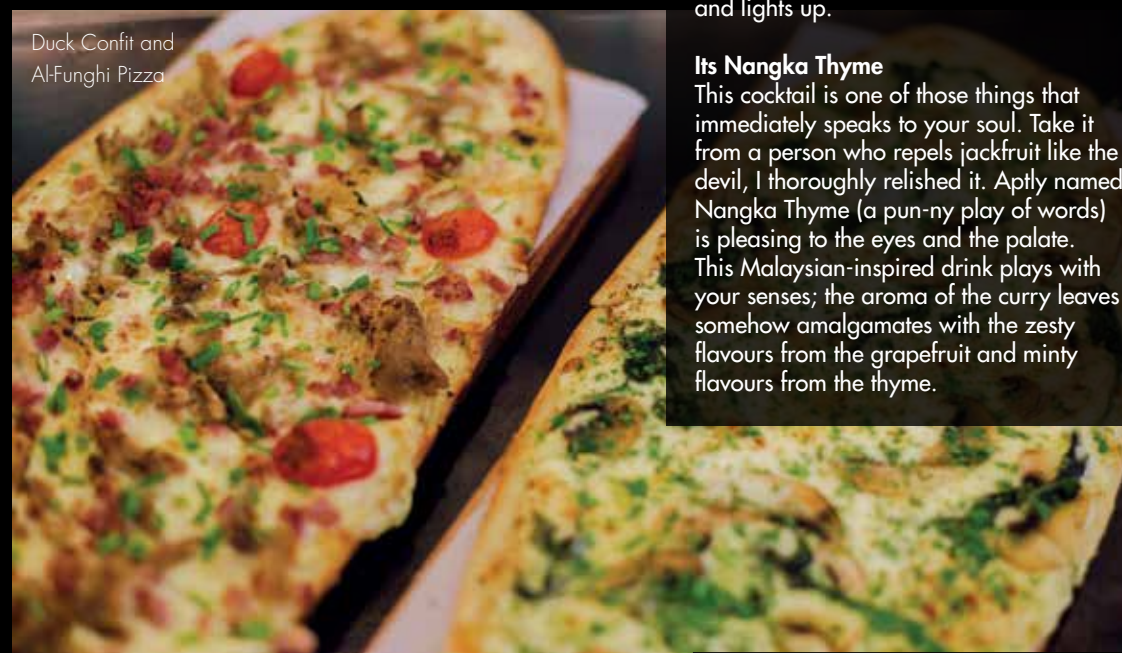 Duck Confit and
Al-Funghi Pizza
and lights up.
Its Nangka Thyme
This cocktail is one of those things that
immediately speaks to your soul. Take it
from a person who repels jackfruit like the
devil, I thoroughly relished it. Aptly named
Nangka Thyme (a pun-ny play of words)
is pleasing to the eyes and the palate.
This Malaysian-inspired drink plays with
your senses; the aroma of the curry leaves
somehow amalgamates with the zesty
flavours from the grapefruit and minty
flavours from the thyme.